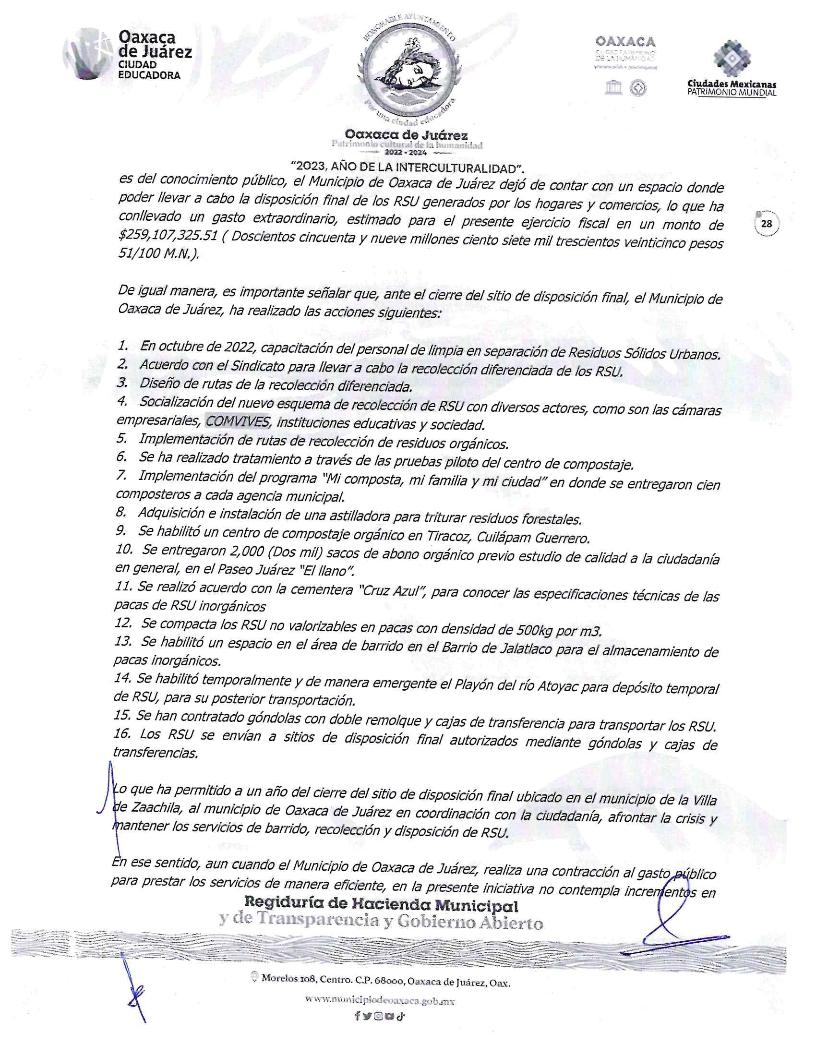 Oaxaca
de Juárez
CIUDAD
EDUCADORA
HONORABLE AYUNTAMIENTO
Por una ciudad educadora
Oaxaca de Juárez
Patrimonio cultural de la humanidad
2022 - 2024
OAXACA
Ciudades Mexicanas
PATRIMONIO MUNDIAL
"2023, AÑO DE LA INTERCULTURALIDAD".
28
es del conocimiento público, el Municipio de Oaxaca de Juárez dejó de contar con un espacio donde
poder llevar a cabo la disposición final de los RSU generados por los hogares y comercios, lo que ha
conllevado un gasto extraordinario, estimado para el presente ejercicio fiscal en un monto de
$259,107,325.51 ( Doscientos cincuenta y nueve millones ciento siete mil trescientos veinticinco pesos
51/100 M.N.).
De igual manera, es importante señalar que, ante el cierre del sitio de disposición final, el Municipio de
Oaxaca de Juárez, ha realizado las acciones siguientes:
1. En octubre de 2022, capacitación del personal de limpia en separación de Residuos Sólidos Urbanos.
2. Acuerdo con el Sindicato para llevar a cabo la recolección diferenciada de los RSU.
3. Diseño de rutas de la recolección diferenciada.
4. Socialización del nuevo esquema de recolección de RSU con diversos actores, como son las cámaras
empresariales, COMVIVES, instituciones educativas y sociedad.
5. Implementación de rutas de recolección de residuos orgánicos.
6. Se ha realizado tratamiento a través de las pruebas piloto del centro de compostaje.
7. Implementación del programa "Mi composta, mi familia y mi ciudad" en donde se entregaron cien
composteros a cada agencia municipal.
8. Adquisición e instalación de una astilladora para triturar residuos forestales.
9. Se habilitó un centro de compostaje orgánico en Tiracoz, Cuilápam Guerrero.
10. Se entregaron 2,000 (Dos mil) sacos de abono orgánico previo estudio de calidad a la ciudadanía
en general, en el Paseo Juárez "El llano".
11. Se realizó acuerdo con la cementera "Cruz Azul", para conocer las especificaciones técnicas de las
pacas de RSU inorgánicos
12. Se compacta los RSU no valorizables en pacas con densidad de 500kg por m3.
13. Se habilitó un espacio en el área de barrido en el Barrio de Jalatlaco para el almacenamiento de
pacas inorgánicos.
14. Se habilitó temporalmente y de manera emergente el Playón del río Atoyac para depósito temporal
de RSU, para su posterior transportación.
15. Se han contratado góndolas con doble remolque y cajas de transferencia para transportar los RSU.
16. Los RSU se envían a sitios de disposición final autorizados mediante góndolas y cajas de
transferencias.
Lo que ha permitido a un año del cierre del sitio de disposición final ubicado en el municipio de la Villa
de Zaachila, al municipio de Oaxaca de Juárez en coordinación con la ciudadanía, afrontar la crisis y
mantener los servicios de barrido, recolección y disposición de RSU.
En ese sentido, aun cuando el Municipio de Oaxaca de Juárez, realiza una contracción al gasto público
para prestar los servicios de manera eficiente, en la presente iniciativa no contempla incrementos en
Regiduría de Hacienda Municipal
y de Transparencia y Gobierno Abierto
Morelos 108, Centro. C.P. 68000, Oaxaca de Juárez, Oax.
www.municipiodeoaxaca.gob.mx